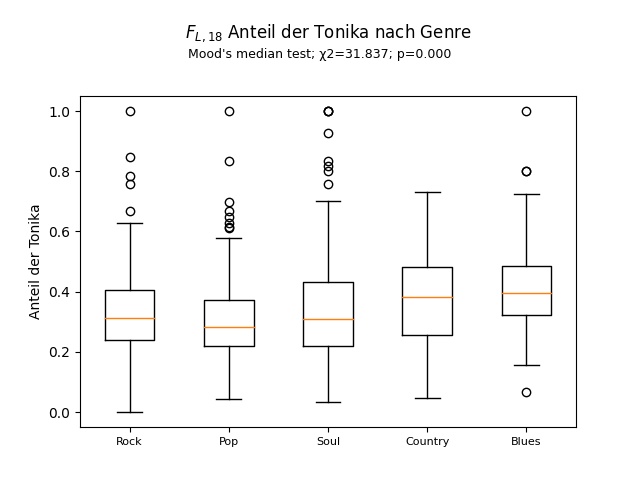 F_{L,18} Anteil der Tonika nach Genre
Mood's median test; χ2=31.837; p=0.000
Anteil der Tonika
1.0
0.8
0.6
0.4
0.2
0.0
Rock Pop Soul Country Blues